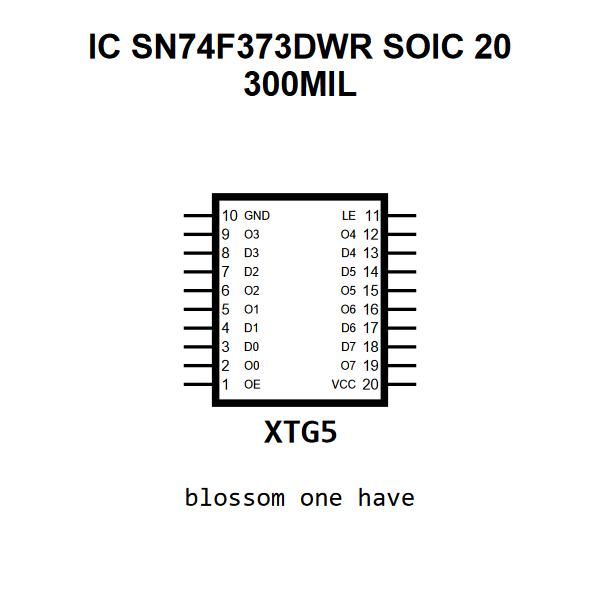 IC SN74F373DWR SOIC 20
300MIL
10 GND LE 11
9 O3 O4 12
8 D3 D4 13
7 D2 D5 14
6 O2 O5 15
5 O1 O6 16
4 D1 D6 17
3 D0 D7 18
2 O0 O7 19
1 OE VCC 20
XTG5
blossom one have